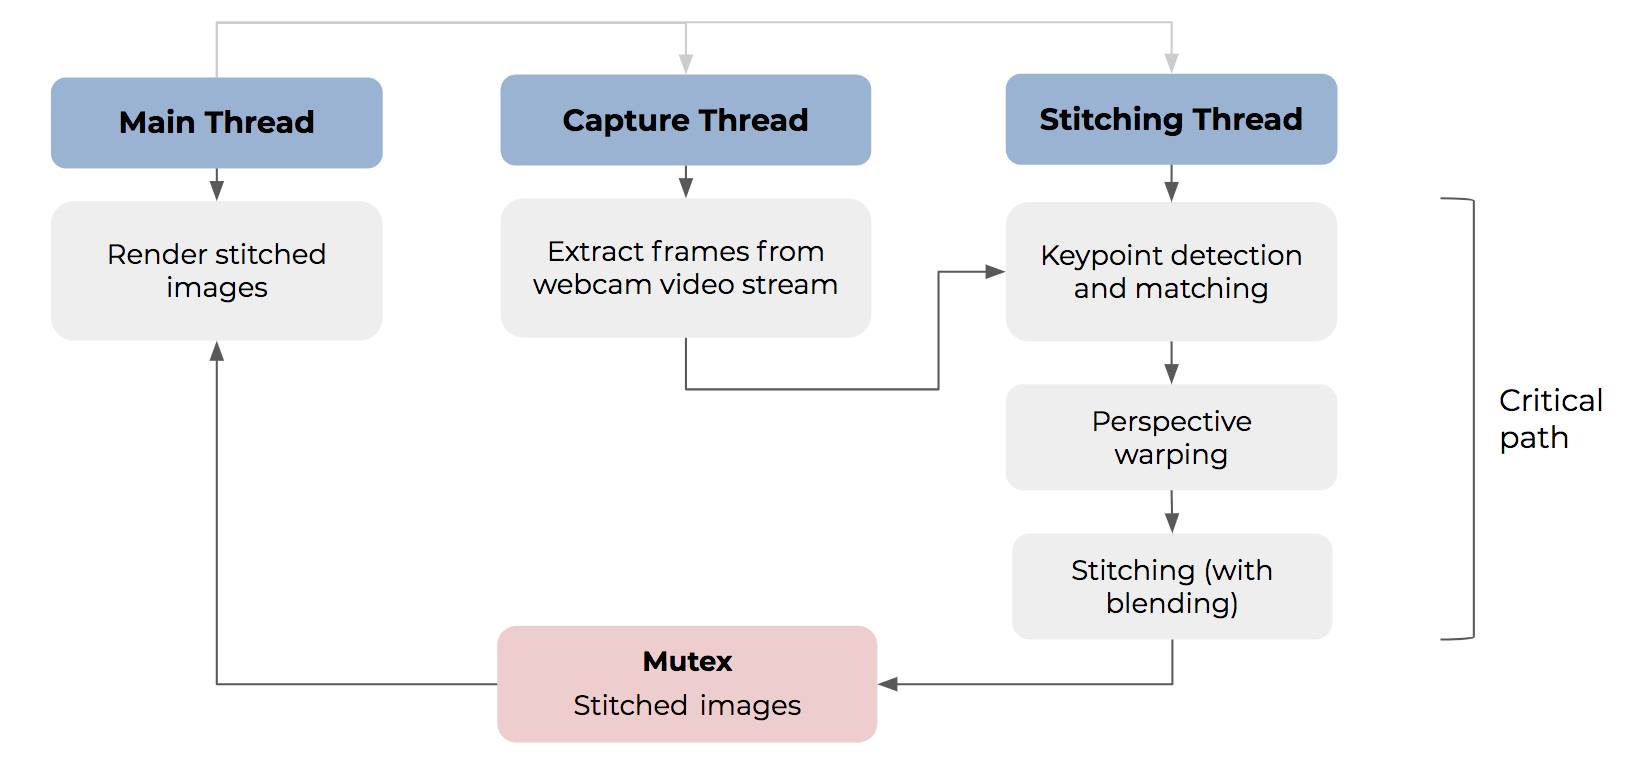 Main Thread
Capture Thread
Stitching Thread
Render stitched
images
Extract frames from
webcam video stream
Keypoint detection
and matching
Perspective
warping
Critical
path
Stitching (with
blending)
Mutex
Stitched images